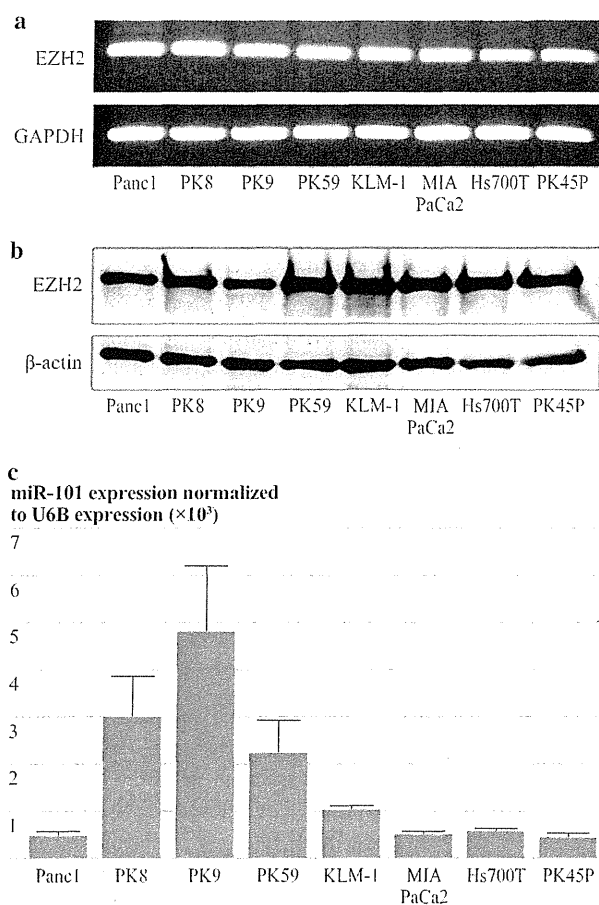 a
EZH2
GAPDH
Panc1 PK8 PK9 PK59 KLM-1 MIA PaCa2 Hs700T PK45P
b
EZH2
β-actin
Panc1 PK8 PK9 PK59 KLM-1 MIA PaCa2 Hs700T PK45P
c
miR-101 expression normalized
to U6B expression (×10³)
7
6
5
4
3
2
1
Panc1 PK8 PK9 PK59 KLM-1 MIA PaCa2 Hs700T PK45P